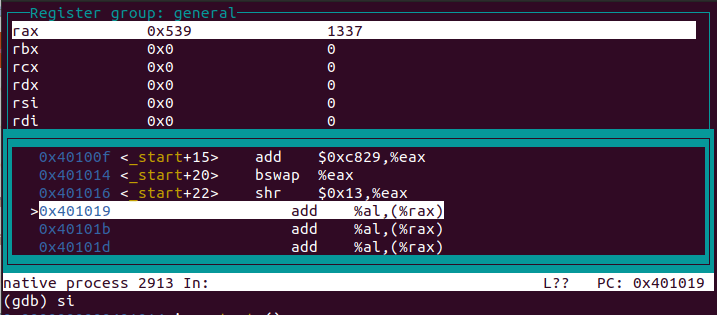 Register group: general
rax 0x539 1337
rbx 0x0 0
rcx 0x0 0
rdx 0x0 0
rsi 0x0 0
rdi 0x0 0
0x40100f <_start+15> add $0xc829,%eax
0x401014 <_start+20> bswap %eax
0x401016 <_start+22> shr $0x13,%eax
>0x401019 add %al,(%rax)
0x40101b add %al,(%rax)
0x40101d add %al,(%rax)
native process 2913 In: L?? PC: 0x401019
(gdb) si